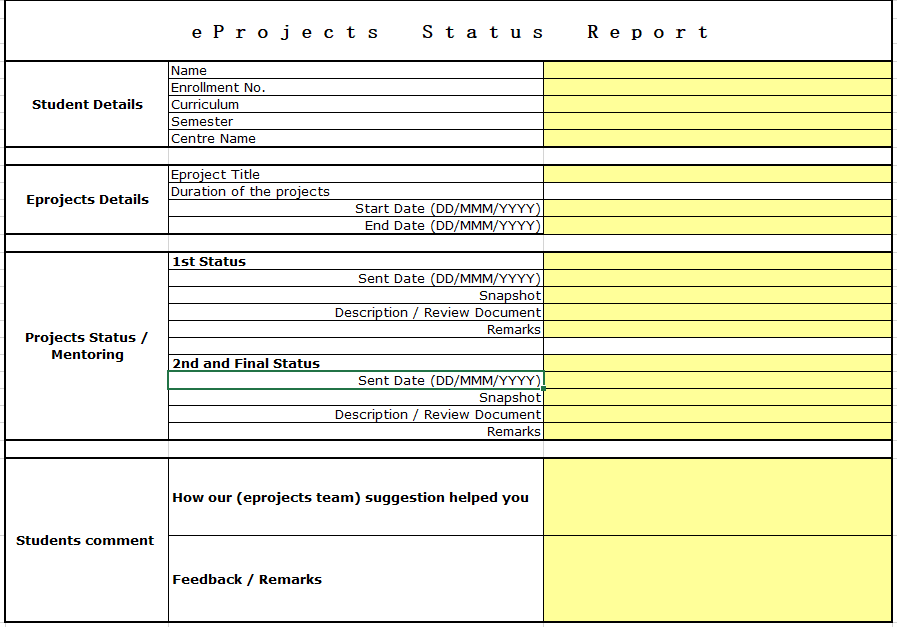 eProjects Status Report
Student Details
Name
Enrollment No.
Curriculum
Semester
Centre Name
Eprojects Details
Eproject Title
Duration of the projects
Start Date (DD/MMM/YYYY)
End Date (DD/MMM/YYYY)
Projects Status /
Mentoring
1st Status
Sent Date (DD/MMM/YYYY)
Snapshot
Description / Review Document
Remarks
2nd and Final Status
Sent Date (DD/MMM/YYYY)
Snapshot
Description / Review Document
Remarks
Students comment
How our (eprojects team) suggestion helped you
Feedback / Remarks